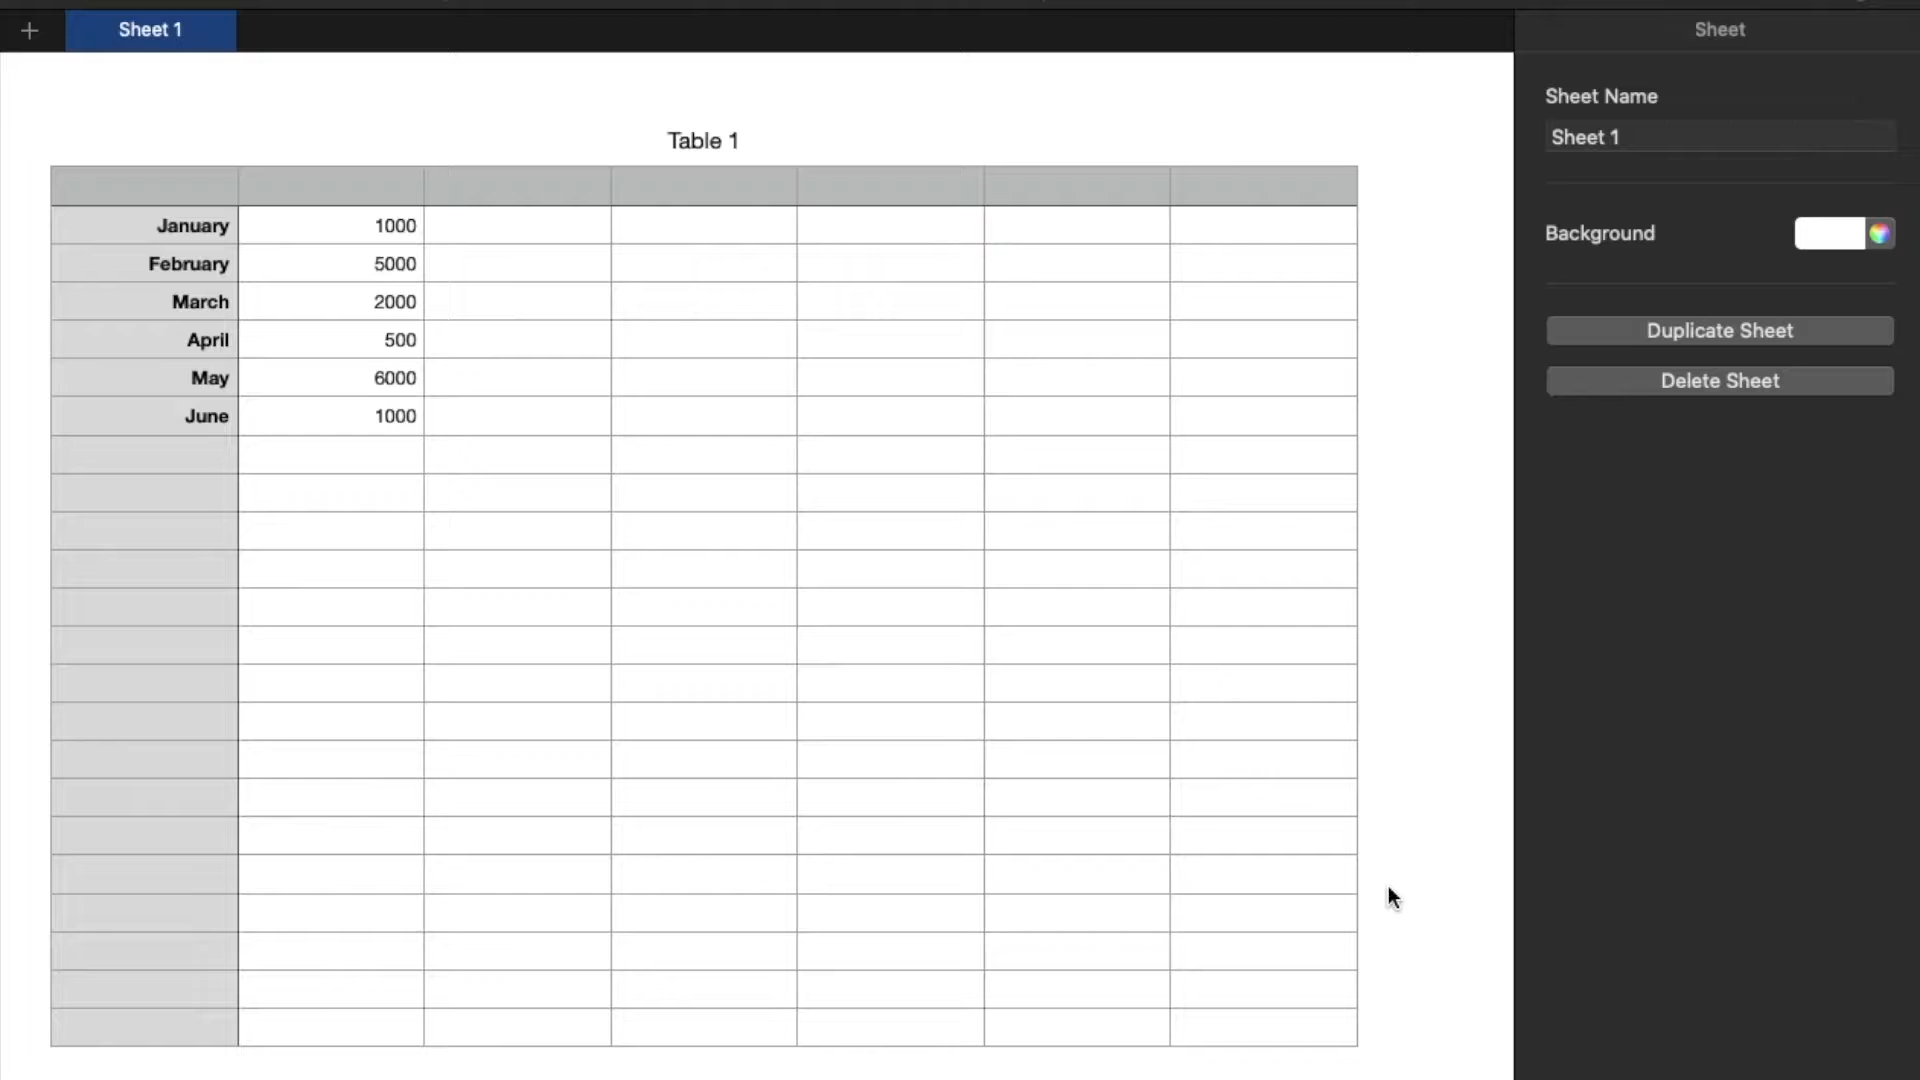 Sheet 1
Sheet
Sheet Name
Sheet 1
Background
Duplicate Sheet
Delete Sheet
Table 1
January 1000
February 5000
March 2000
April 500
May 6000
June 1000